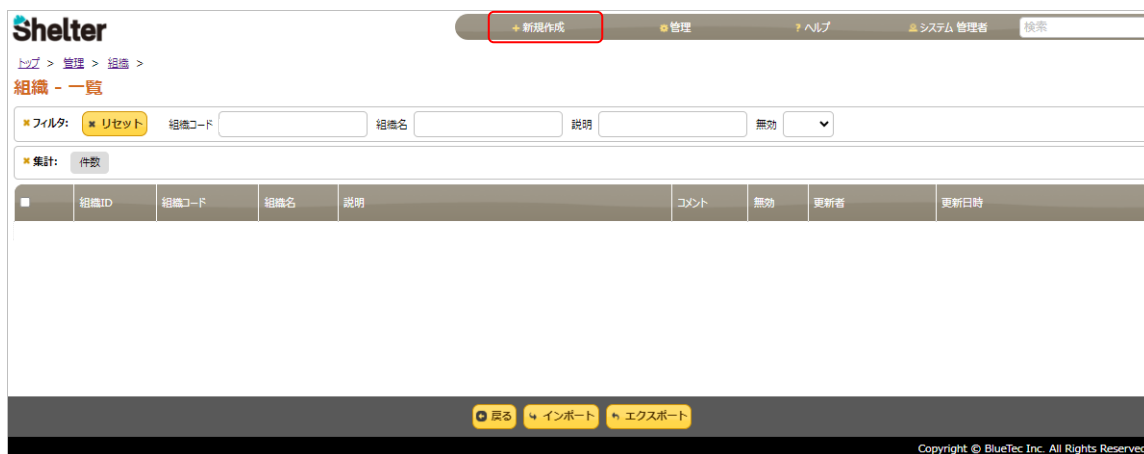 Shelter
+ 新規作成 管理 ? ヘルプ システム 管理者 検索
トップ > 管理 > 組織 >
組織 - 一覧
フィルタ: リセット 組織コード 組織名 説明 無効
集計: 件数
組織ID 組織コード 組織名 説明 コメント 無効 更新者 更新日時
戻る インポート エクスポート
Copyright © BlueTec Inc. All Rights Reserved